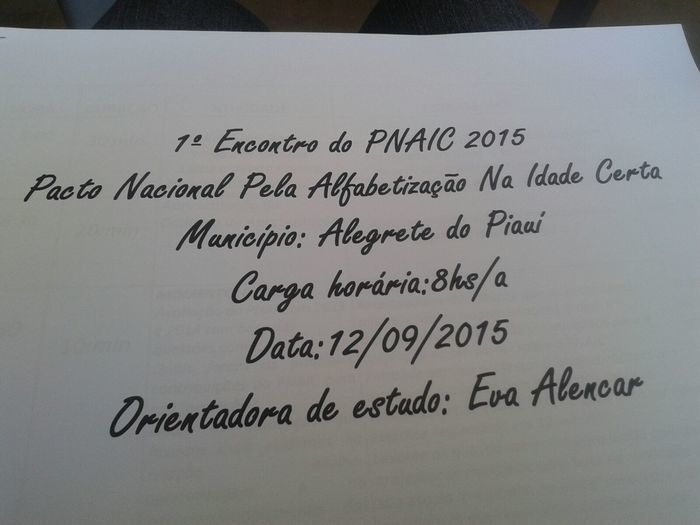 1º Encontro do PNAIC 2015
Pacto Nacional Pela Alfabetização Na Idade Certa
Município: Alegrete do Piauí
Carga horária:8hs/a
Data:12/09/2015
Orientadora de estudo: Eva Alencar